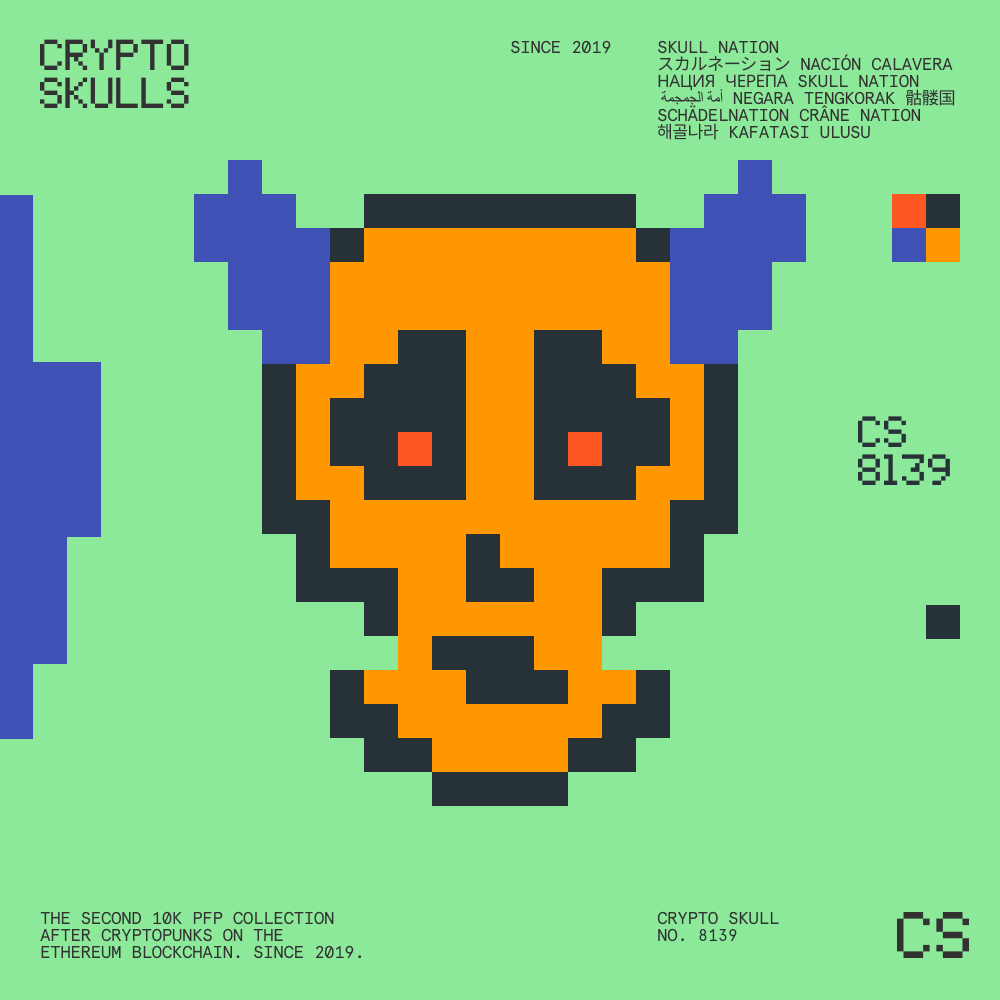 CRYPTO
SKULLS
SINCE 2019
SKULL NATION
スカルネーション NACIÓN CALAVERA
НАЦИЯ ЧЕРЕПА SKULL NATION
أمة الجمجمة NEGARA TENGKORAK 骷髅国
SCHÄDELNATION CRÂNE NATION
해골나라 KAFATASI ULUSU
CS
8139
THE SECOND 10K PFP COLLECTION
AFTER CRYPTOPUNKS ON THE
ETHEREUM BLOCKCHAIN. SINCE 2019.
CRYPTO SKULL
NO. 8139
CS